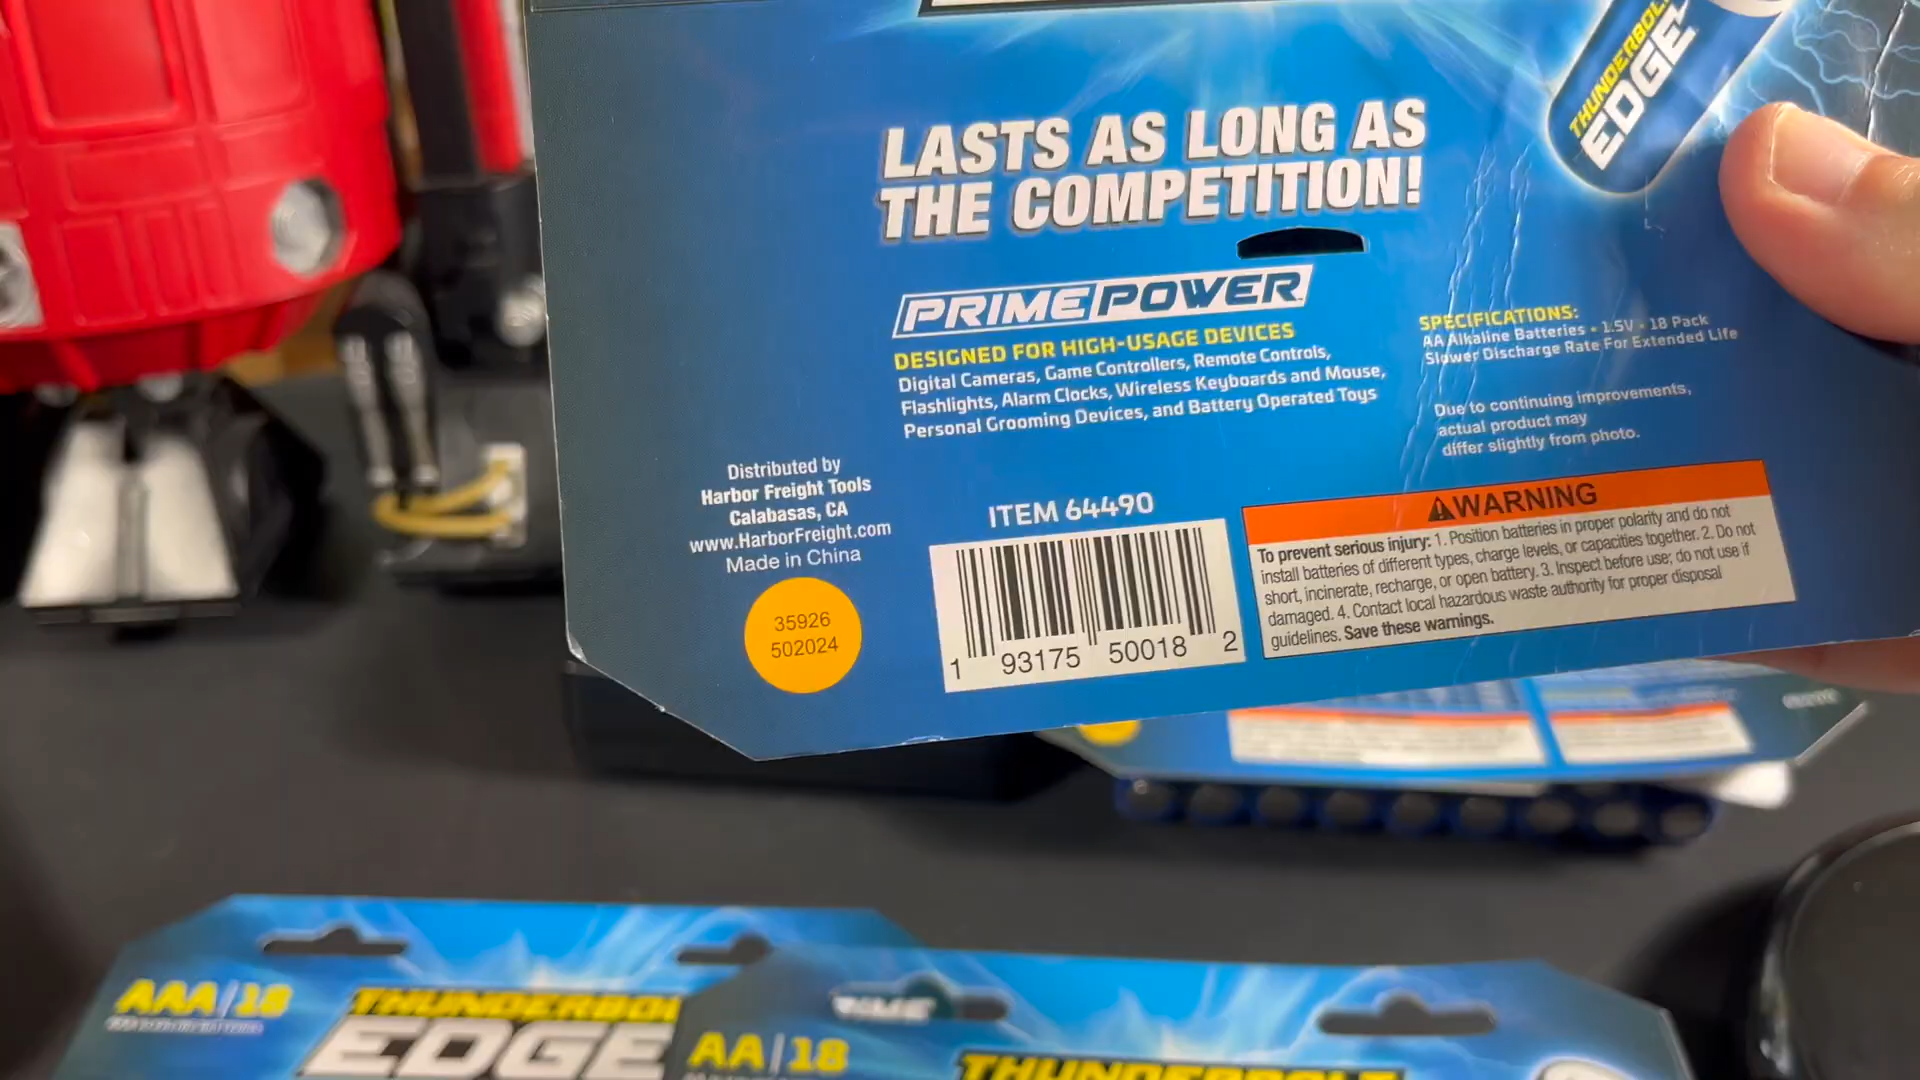 THUNDERBOLT
EDGE
LASTS AS LONG AS
THE COMPETITION!
PRIMEPOWER
DESIGNED FOR HIGH-USAGE DEVICES
Digital Cameras, Game Controllers, Remote Controls,
Flashlights, Alarm Clocks, Wireless Keyboards and Mouse,
Personal Grooming Devices, and Battery Operated Toys
SPECIFICATIONS:
AA Alkaline Batteries • 1.5V • 18 Pack
Slower Discharge Rate For Extended Life
Due to continuing improvements,
actual product may
differ slightly from photo.
Distributed by
Harbor Freight Tools
Calabasas, CA
www.HarborFreight.com
Made in China
35926
502024
ITEM 64490
1 93175 50018 2
WARNING
To prevent serious injury: 1. Position batteries in proper polarity and do not
install batteries of different types, charge levels, or capacities together. 2. Do not
short, incinerate, recharge, or open battery. 3. Inspect before use; do not use if
damaged. 4. Contact local hazardous waste authority for proper disposal
guidelines. Save these warnings.
AAA|18
THUNDERBOL
EDGE
AA|18
THUNDERBOLT